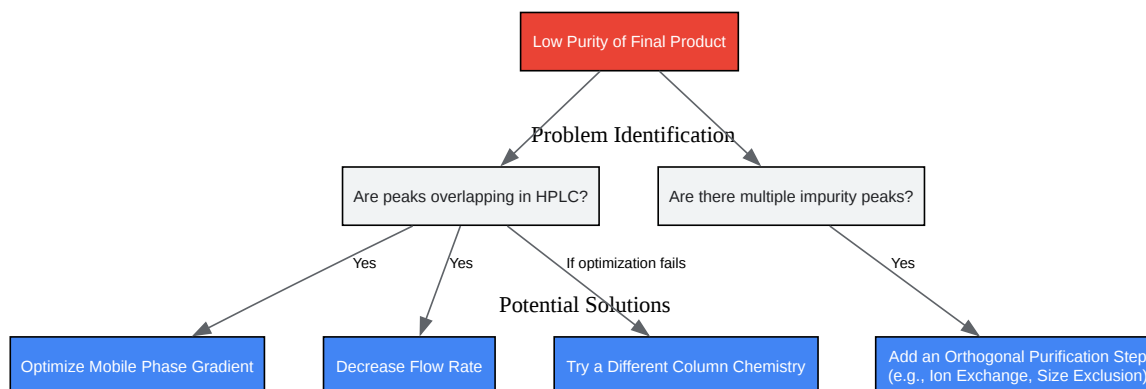 Low Purity of Final Product
Problem Identification
Are peaks overlapping in HPLC?
Are there multiple impurity peaks?
Yes
Yes
If optimization fails
Yes
Potential Solutions
Optimize Mobile Phase Gradient
Decrease Flow Rate
Try a Different Column Chemistry
Add an Orthogonal Purification Step
(e.g., Ion Exchange, Size Exclusion)